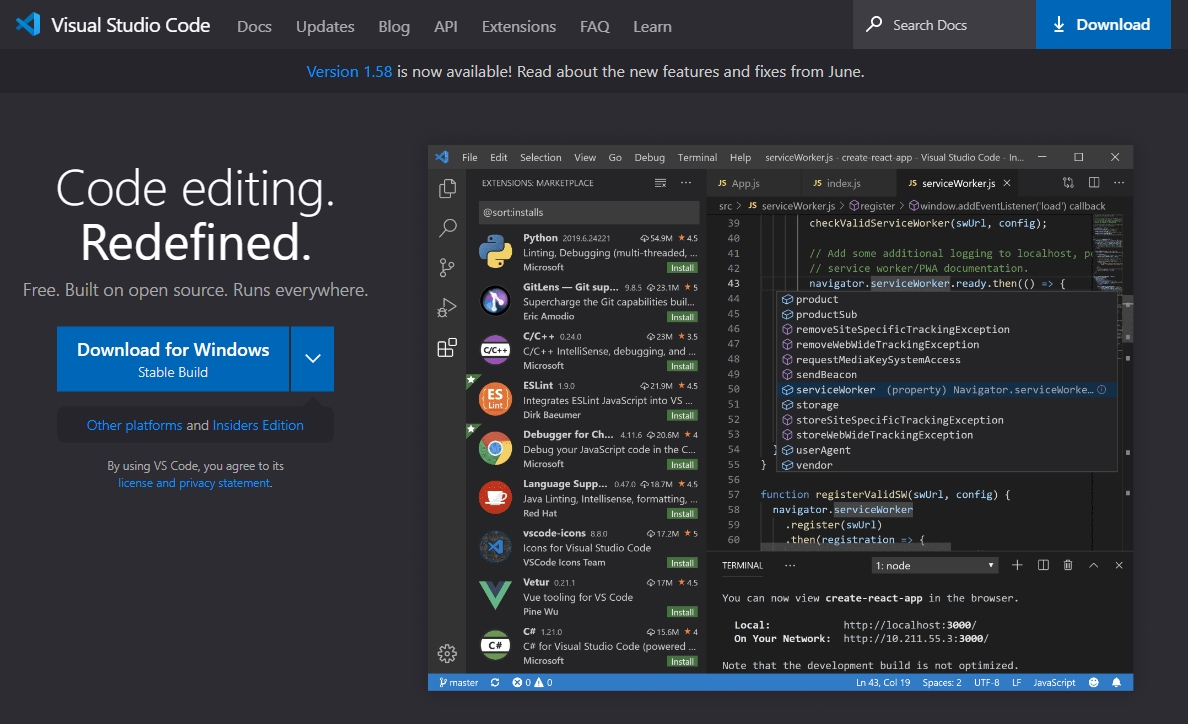 Visual Studio Code Docs Updates Blog API Extensions FAQ Learn Search Docs Download
Version 1.58 is now available! Read about the new features and fixes from June.
Code editing.
Redefined.
Free. Built on open source. Runs everywhere.
Download for Windows
Stable Build
Other platforms and Insiders Edition
By using VS Code, you agree to its
license and privacy statement.
File Edit Selection View Go Debug Terminal Help serviceWorker.js - create-react-app - Visual Studio Code - In...
EXTENSIONS: MARKETPLACE ...
@sort:installs
Python 2019.6.24221 54.9M ★ 4.5
Linting, Debugging (multi-threaded, ...
Microsoft Install
GitLens — Git sup... 9.8.5 23.1M ★ 5
Supercharge the Git capabilities buil...
Eric Amodio Install
C/C++
C/C++ 0.24.0 23M ★ 3.5
C/C++ IntelliSense, debugging, and ...
Microsoft Install
ES
Lint
ESLint 1.9.0 21.9M ★ 4.5
Integrates ESLint JavaScript into VS ...
Dirk Baeumer Install
Debugger for Ch... 4.11.6 20.6M ★ 4
Debug your JavaScript code in the C...
Microsoft Install
Language Supp... 0.47.0 18.7M ★ 4.5
Java Linting, Intellisense, formatting, ...
Red Hat Install
vscode-icons 8.8.0 17.2M ★ 5
Icons for Visual Studio Code
VSCode Icons Team Install
Vetur 0.21.1 17M ★ 4.5
Vue tooling for VS Code
Pine Wu Install
C#
C# 1.21.0 15.6M ★ 4
C# for Visual Studio Code (powered ...
Microsoft Install
JS App.js JS index.js JS serviceWorker.js × ...
src > JS serviceWorker.js > register > window.addEventListener('load') callback
39 checkValidServiceWorker(swUrl, config);
40
41 // Add some additional logging to localhost,
42 // service worker/PWA documentation.
43 navigator.serviceWorker.ready.then(() => {
44 product
45 productSub
46 removeSiteSpecificTrackingException
47 removeWebWideTrackingException
48 requestMediaKeySystemAccess
49 sendBeacon
50 serviceWorker (property) Navigator.serviceWorke...
51 storage
52 storeSiteSpecificTrackingException
53 storeWebWideTrackingException
54 } userAgent
55 } vendor
56
57 function registerValidSW(swUrl, config) {
58 navigator.serviceWorker
59 .register(swUrl)
60 .then(registration => {
TERMINAL ... 1: node
You can now view create-react-app in the browser.
Local: http://localhost:3000/
On Your Network: http://10.211.55.3:3000/
Note that the development build is not optimized.
master 0 0 Ln 43, Col 19 Spaces: 2 UTF-8 LF JavaScript